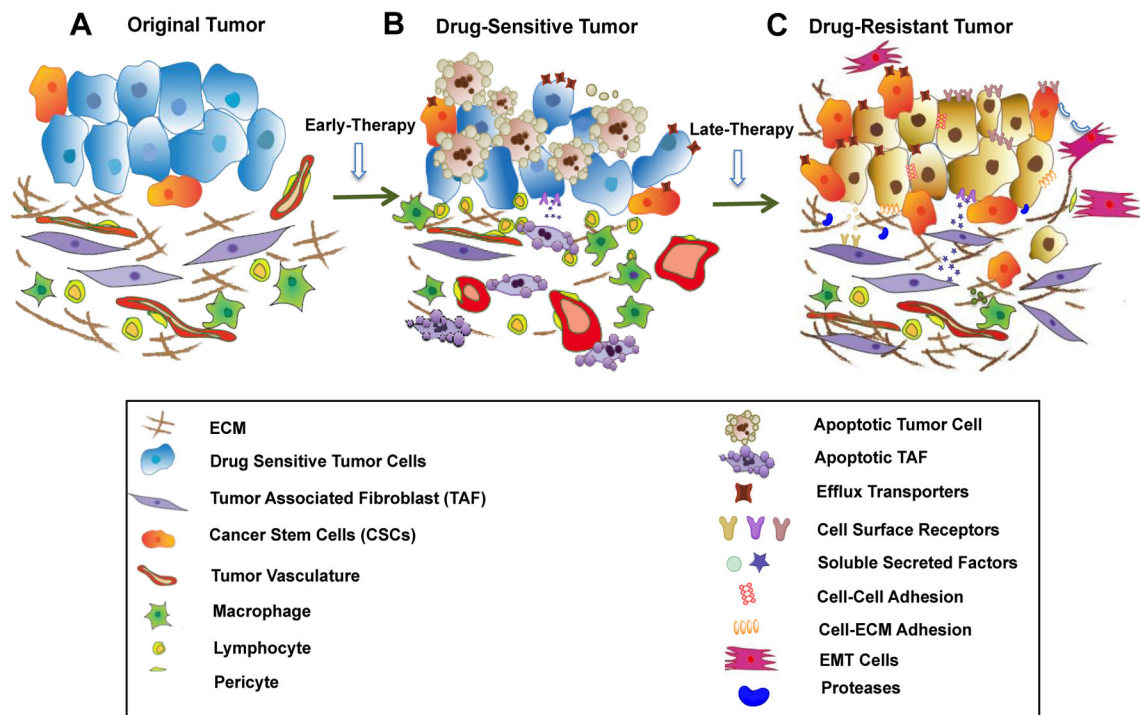 A
Original Tumor
B
Drug-Sensitive Tumor
C
Drug-Resistant Tumor
Early-Therapy
Late-Therapy
ECM
Drug Sensitive Tumor Cells
Tumor Associated Fibroblast (TAF)
Cancer Stem Cells (CSCs)
Tumor Vasculature
Macrophage
Lymphocyte
Pericyte
Apoptotic Tumor Cell
Apoptotic TAF
Efflux Transporters
Cell Surface Receptors
Soluble Secreted Factors
Cell-Cell Adhesion
Cell-ECM Adhesion
EMT Cells
Proteases